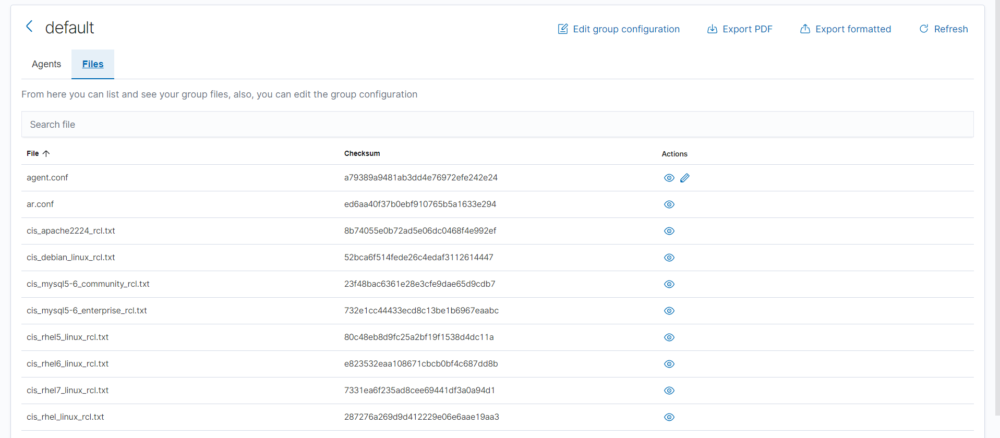 default
Edit group configuration Export PDF Export formatted Refresh
Agents Files
From here you can list and see your group files, also, you can edit the group configuration
Search file
File Checksum Actions
agent.conf a79389a9481ab3dd4e76972efe242e24
ar.conf ed6aa40f37b0ebf910765b5a1633e294
cis_apache2224_rcl.txt 8b74055e0b72ad5e06dc0468f4e992ef
cis_debian_linux_rcl.txt 52bca6f514fede26c4edaf3112614447
cis_mysql5-6_community_rcl.txt 23f48bac6361e28e3cfe9dae65d9cdb7
cis_mysql5-6_enterprise_rcl.txt 732e1cc44433ecd8c13be1b6967eaabc
cis_rhel5_linux_rcl.txt 80c48eb8d9fc25a2bf19f1538d4dc11a
cis_rhel6_linux_rcl.txt e823532eaa108671cbcb0bf4c687dd8b
cis_rhel7_linux_rcl.txt 7331ea6f235ad8cee69441df3a0a94d1
cis_rhel_linux_rcl.txt 287276a269d9d412229e06e6aae19aa3